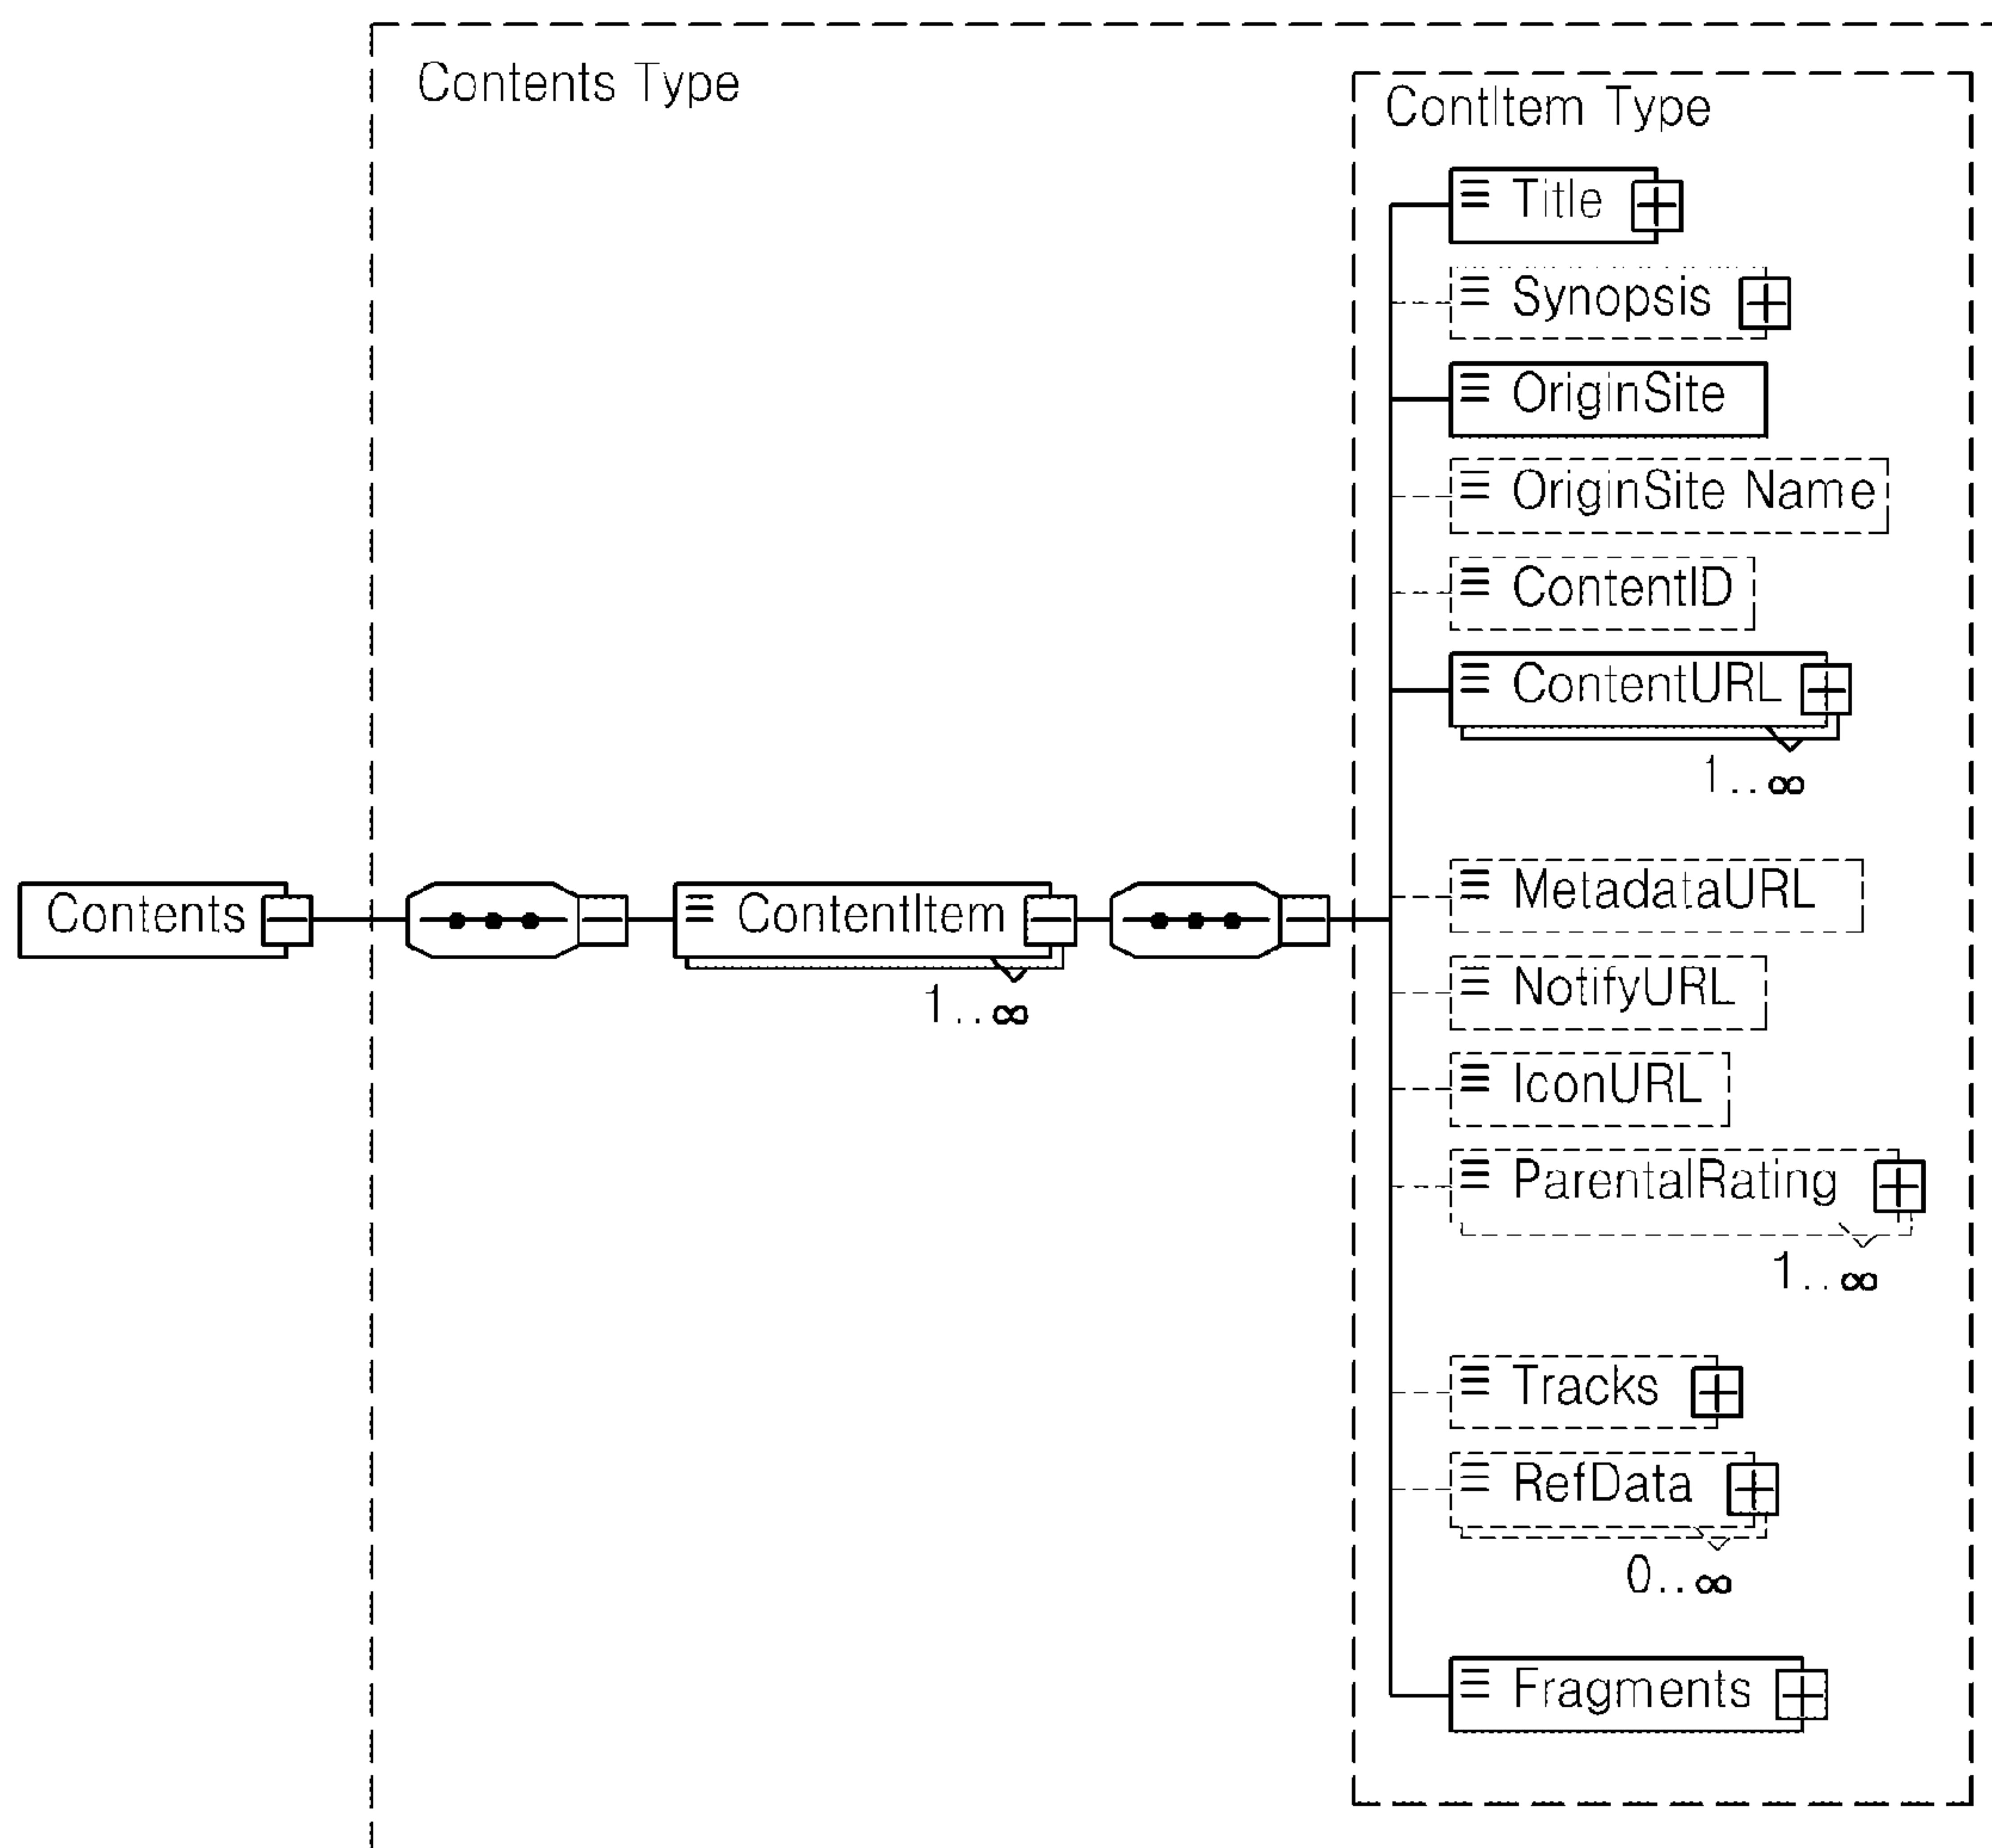 Contents Type
ContItem Type
Title
Synopsis
OriginSite
OriginSite Name
ContentID
ContentURL
1..∞
Contents
ContentItem
1..∞
MetadataURL
NotifyURL
IconURL
ParentalRating
1..∞
Tracks
RefData
0..∞
Fragments